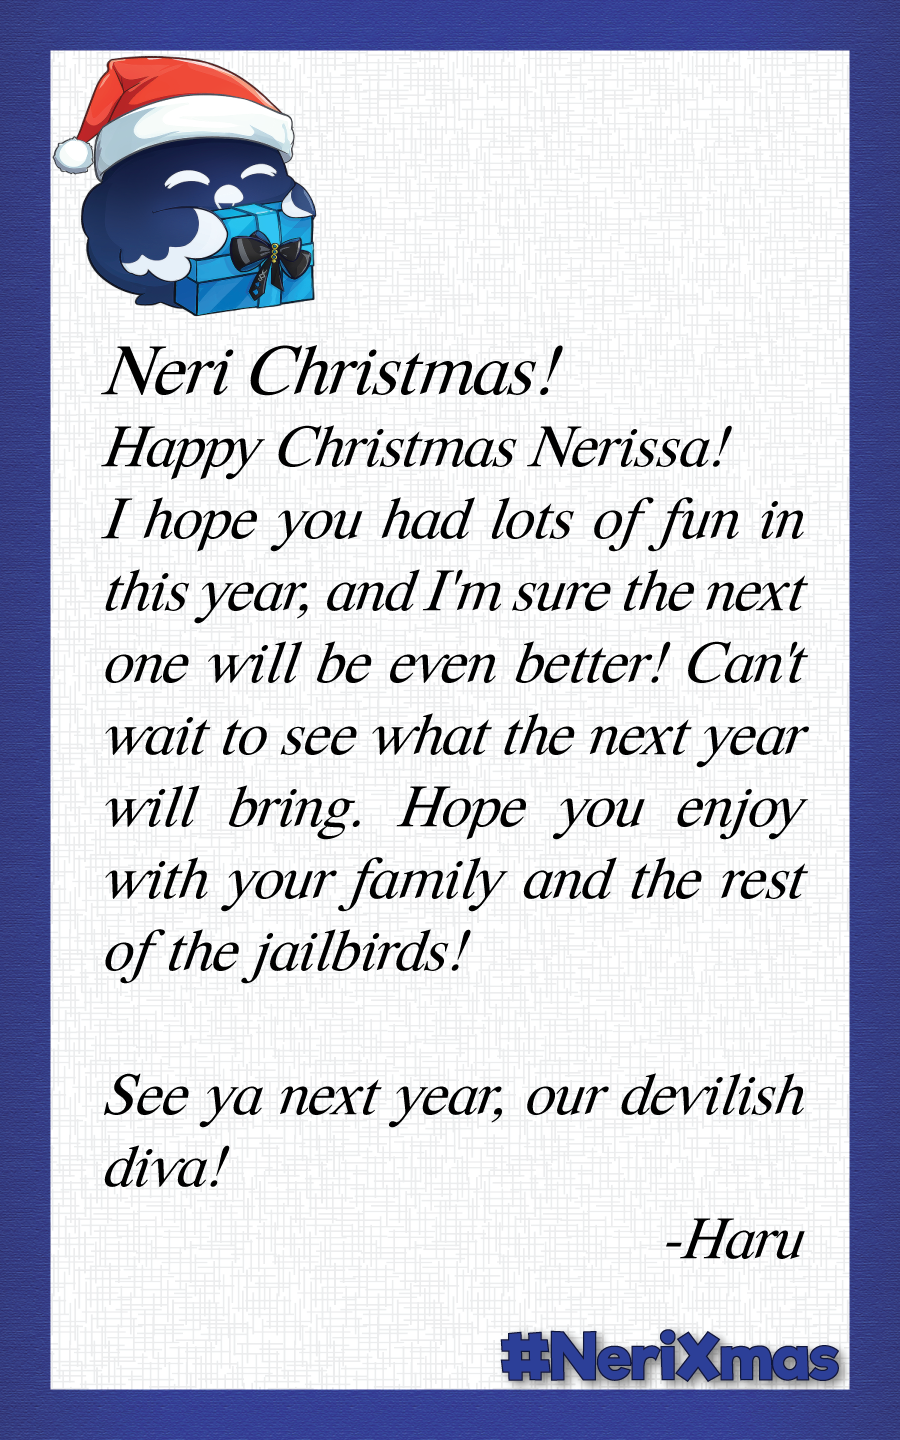 Neri Christmas!
Happy Christmas Nerissa!
I hope you had lots of fun in
this year, and I'm sure the next
one will be even better! Can't
wait to see what the next year
will bring. Hope you enjoy
with your family and the rest
of the jailbirds!
See ya next year, our devilish
diva!
-Haru
#NeriXmas